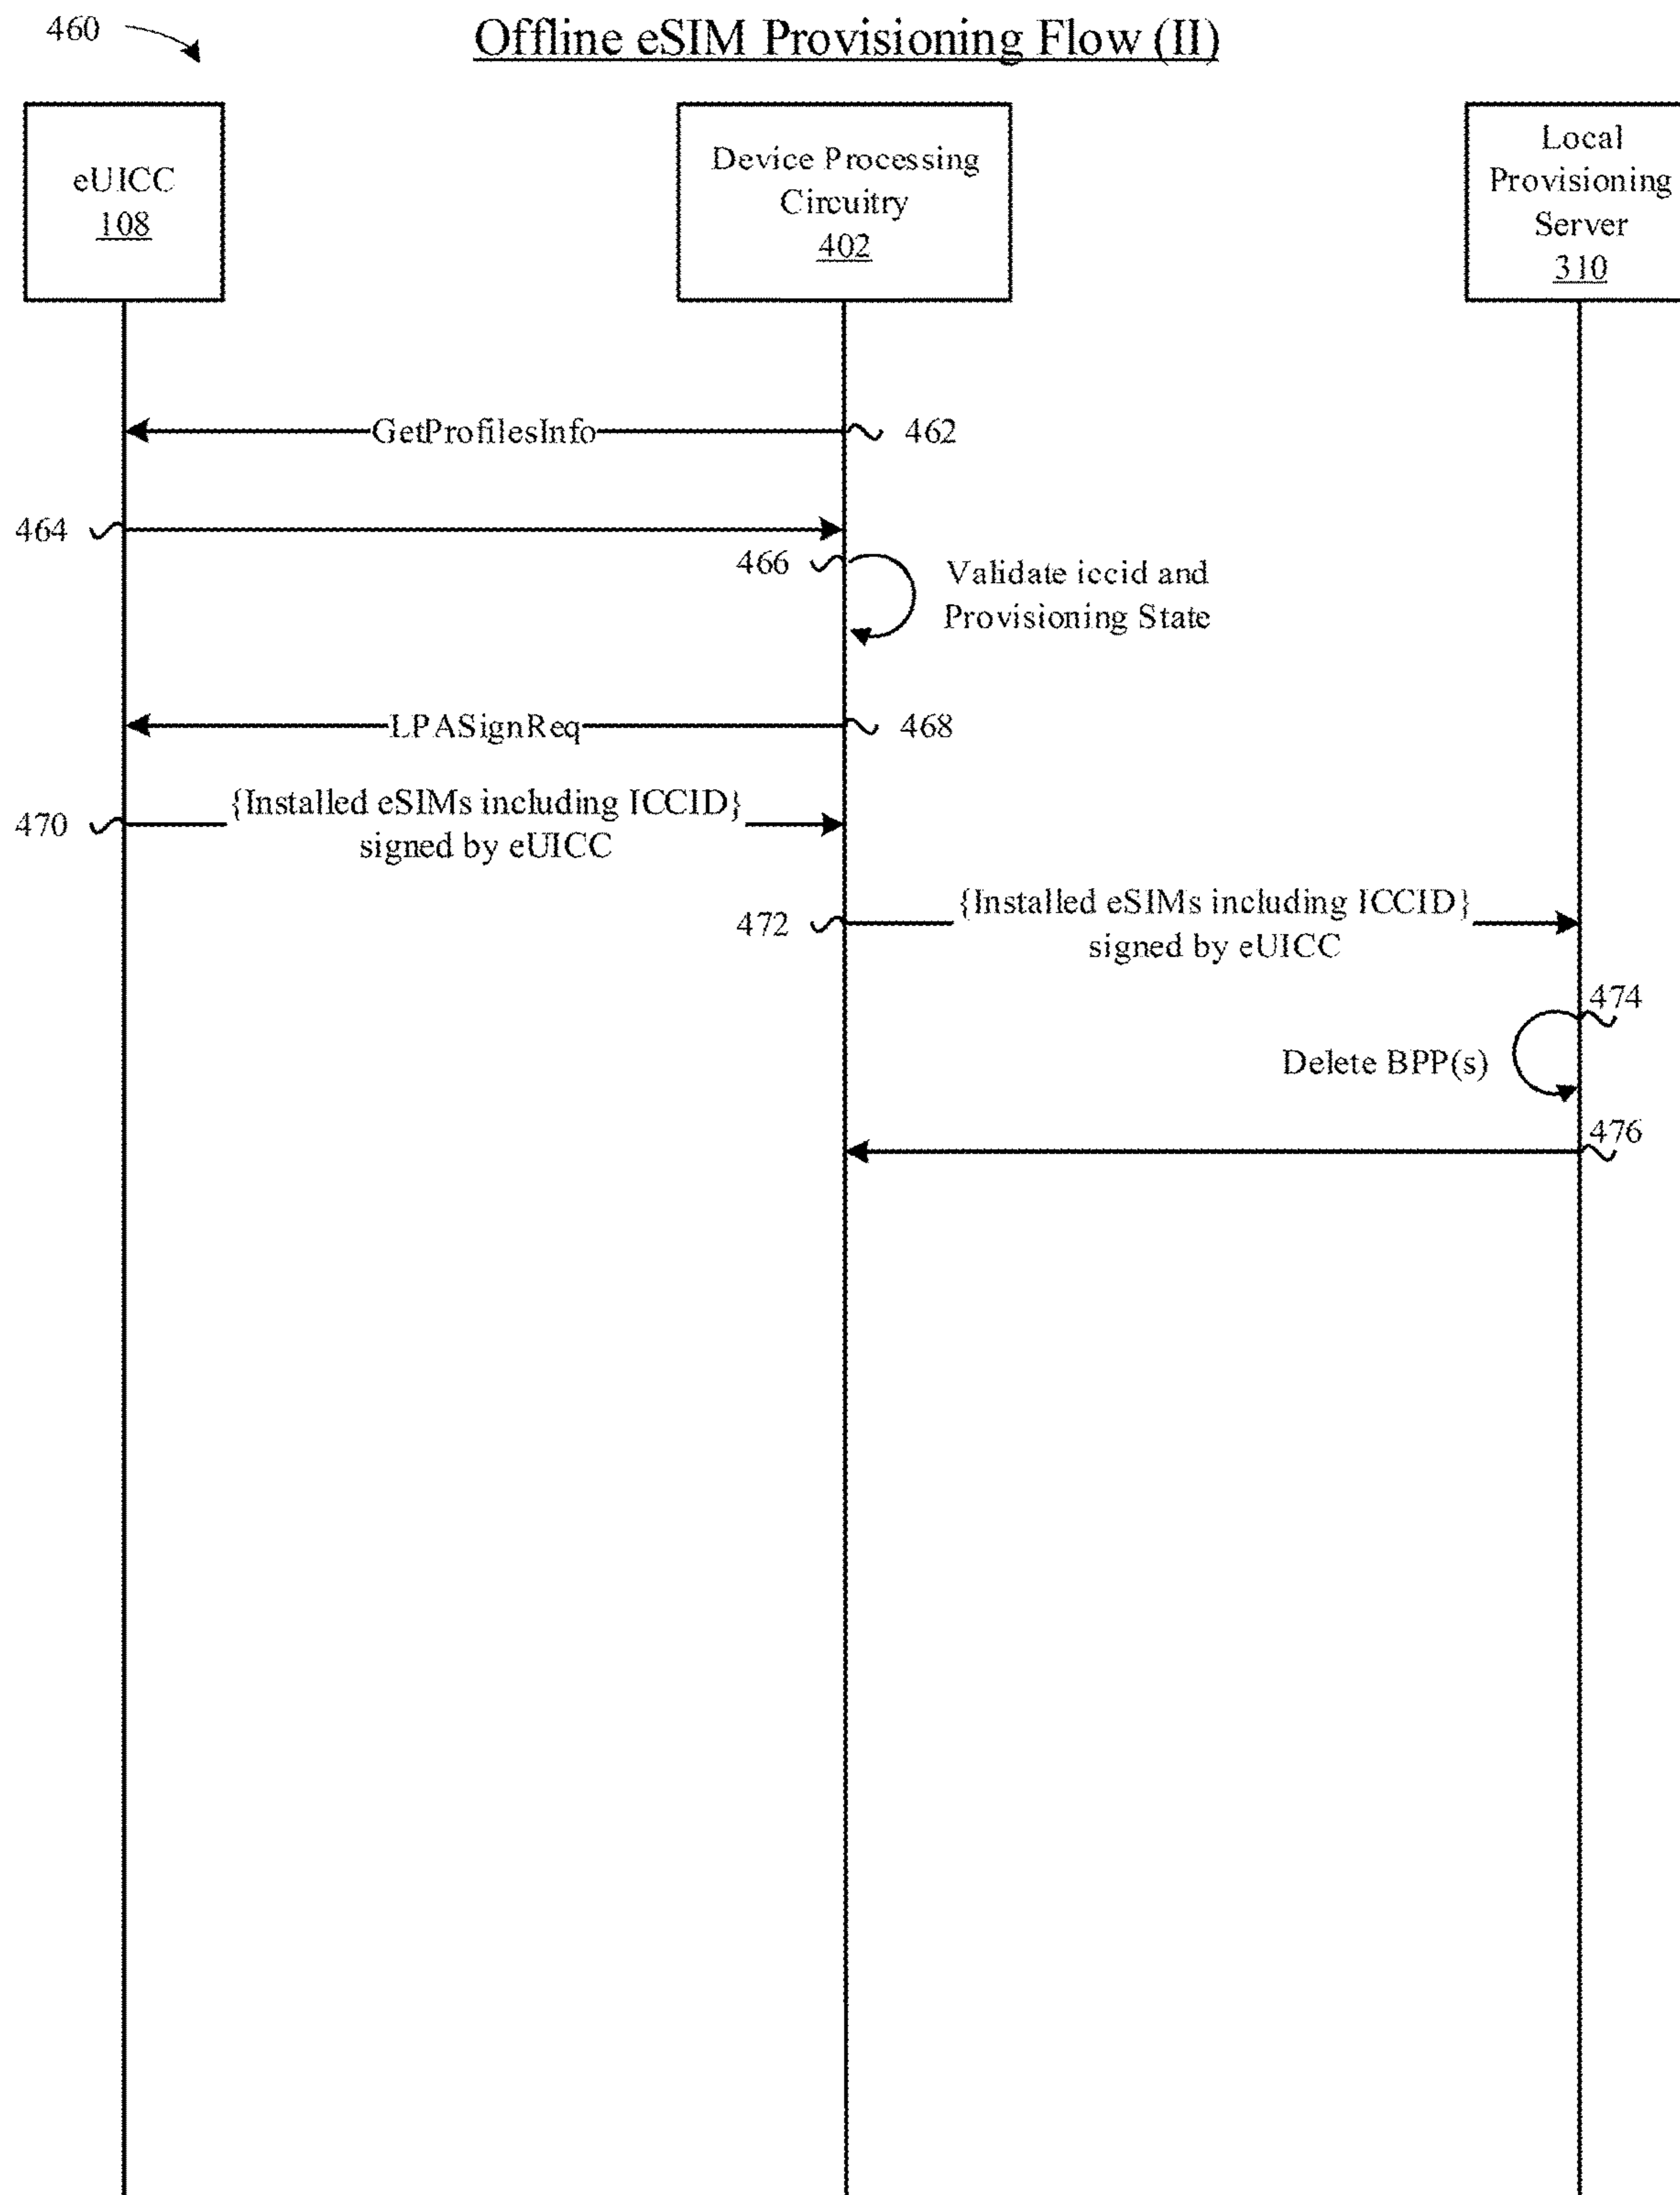 460
Offline eSIM Provisioning Flow (II)
eUICC
108
Device Processing
Circuitry
402
Local
Provisioning
Server
310
GetProfilesInfo
462
464
466
Validate iccid and
Provisioning State
LPASignReq
468
470
{Installed eSIMs including ICCID}
signed by eUICC
472
{Installed eSIMs including ICCID}
signed by eUICC
474
Delete BPP(s)
476